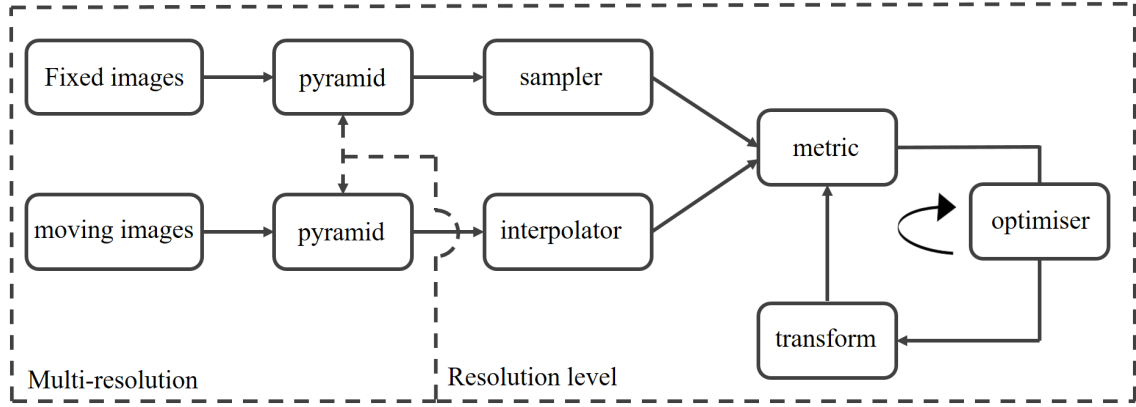 Fixed images
pyramid
sampler
metric
moving images
pyramid
interpolator
optimiser
transform
Multi-resolution
Resolution level